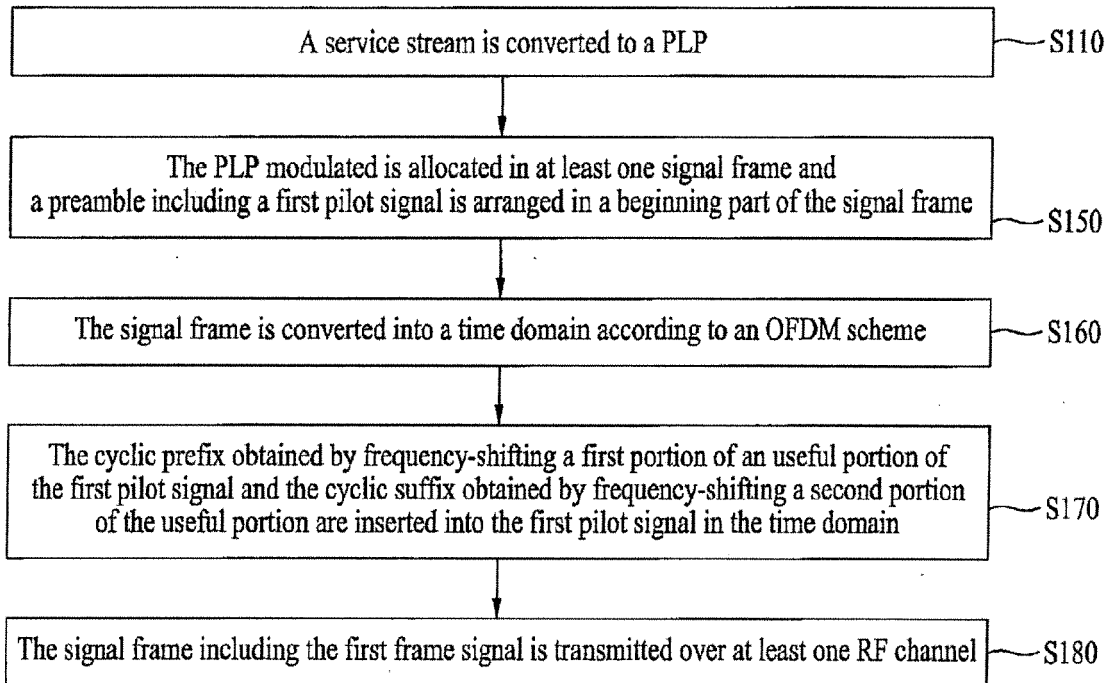 A service stream is converted to a PLP
S110
The PLP modulated is allocated in at least one signal frame and
a preamble including a first pilot signal is arranged in a beginning part of the signal frame
S150
The signal frame is converted into a time domain according to an OFDM scheme
S160
The cyclic prefix obtained by frequency-shifting a first portion of an useful portion of
the first pilot signal and the cyclic suffix obtained by frequency-shifting a second portion
of the useful portion are inserted into the first pilot signal in the time domain
S170
The signal frame including the first frame signal is transmitted over at least one RF channel
S180